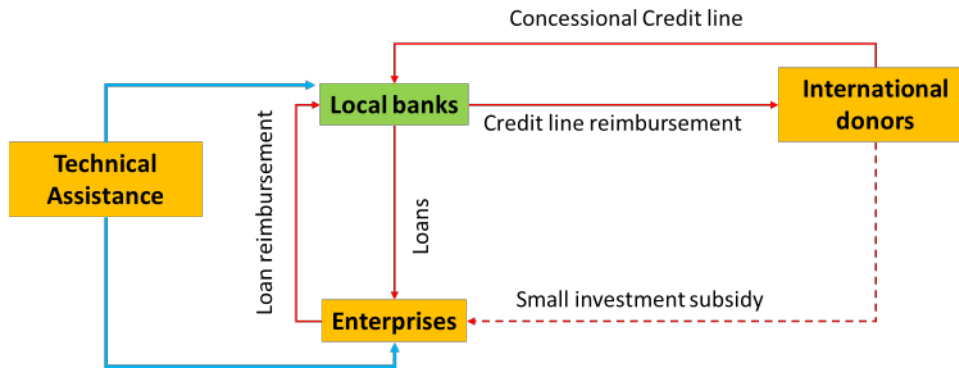 Concessional Credit line
Local banks
International
donors
Credit line reimbursement
Technical
Assistance
Loan reimbursement
Loans
Small investment subsidy
Enterprises